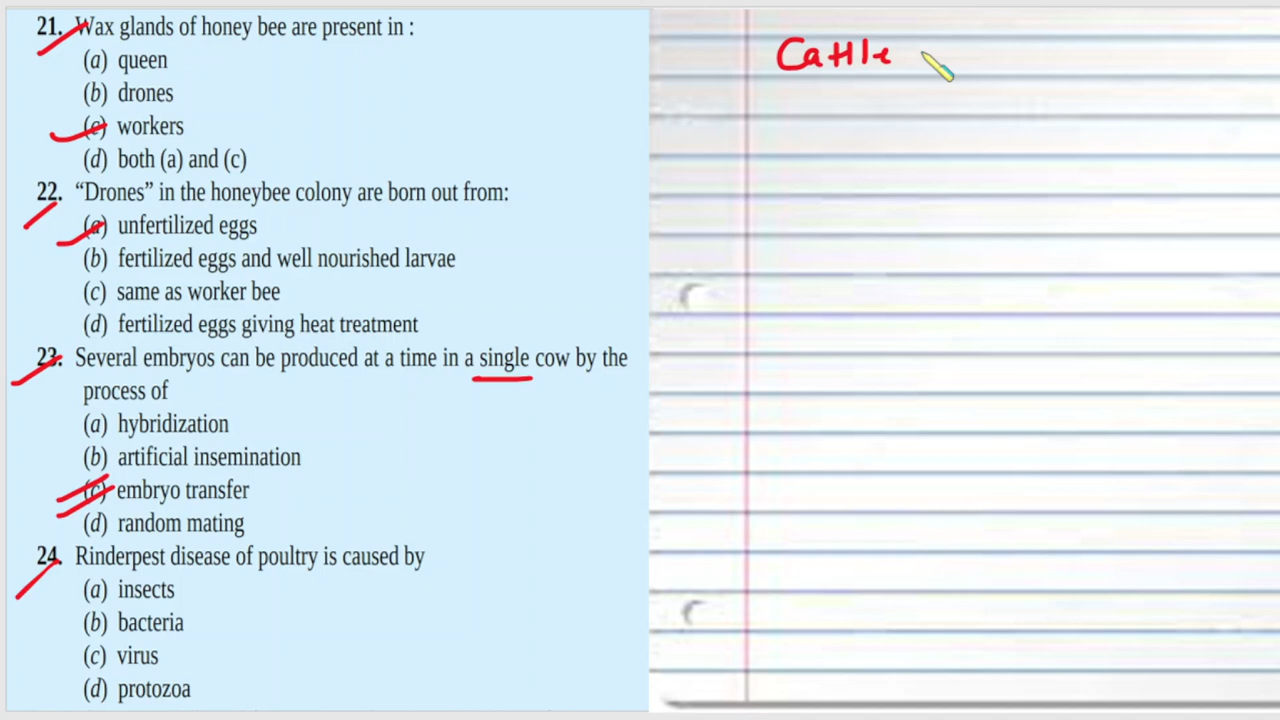 21. Wax glands of honey bee are present in :
(a) queen
(b) drones
(c) workers
(d) both (a) and (c)
22. “Drones” in the honeybee colony are born out from:
(a) unfertilized eggs
(b) fertilized eggs and well nourished larvae
(c) same as worker bee
(d) fertilized eggs giving heat treatment
23. Several embryos can be produced at a time in a single cow by the
process of
(a) hybridization
(b) artificial insemination
(c) embryo transfer
(d) random mating
24. Rinderpest disease of poultry is caused by
(a) insects
(b) bacteria
(c) virus
(d) protozoa
Cattle